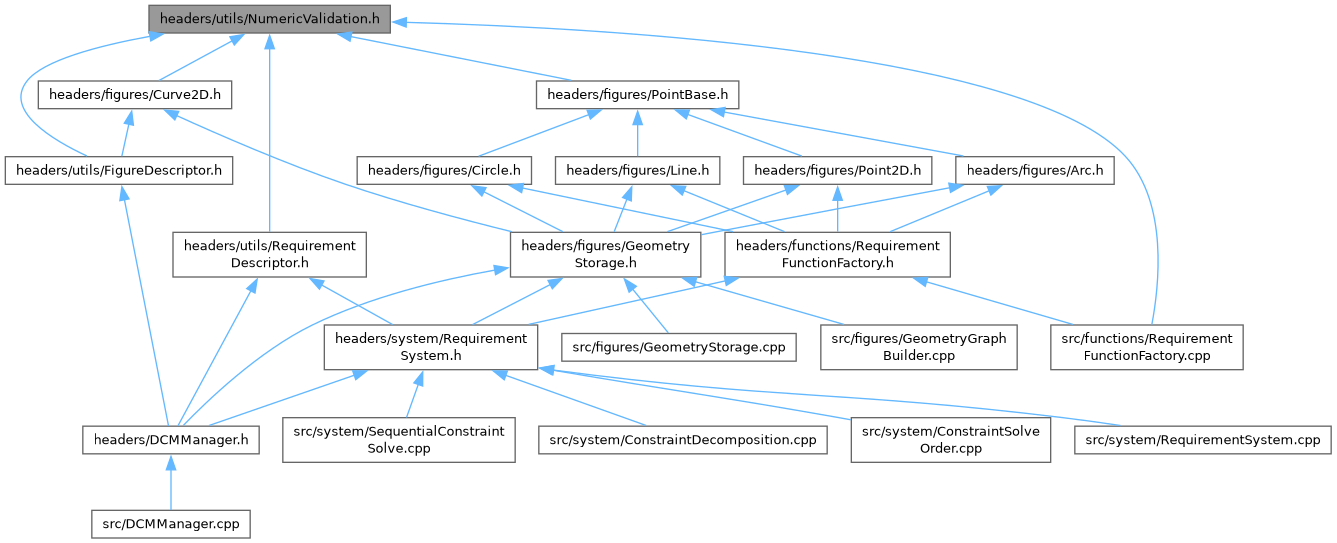 headers/utils/NumericValidation.h
headers/figures/Curve2D.h
headers/figures/PointBase.h
headers/utils/FigureDescriptor.h
headers/figures/Circle.h
headers/figures/Line.h
headers/figures/Point2D.h
headers/figures/Arc.h
headers/utils/Requirement
Descriptor.h
headers/figures/Geometry
Storage.h
headers/functions/Requirement
FunctionFactory.h
headers/system/Requirement
System.h
src/figures/GeometryStorage.cpp
src/figures/GeometryGraph
Builder.cpp
src/functions/Requirement
FunctionFactory.cpp
headers/DCMManager.h
src/system/SequentialConstraint
Solve.cpp
src/system/ConstraintDecomposition.cpp
src/system/ConstraintSolve
Order.cpp
src/system/RequirementSystem.cpp
src/DCMManager.cpp